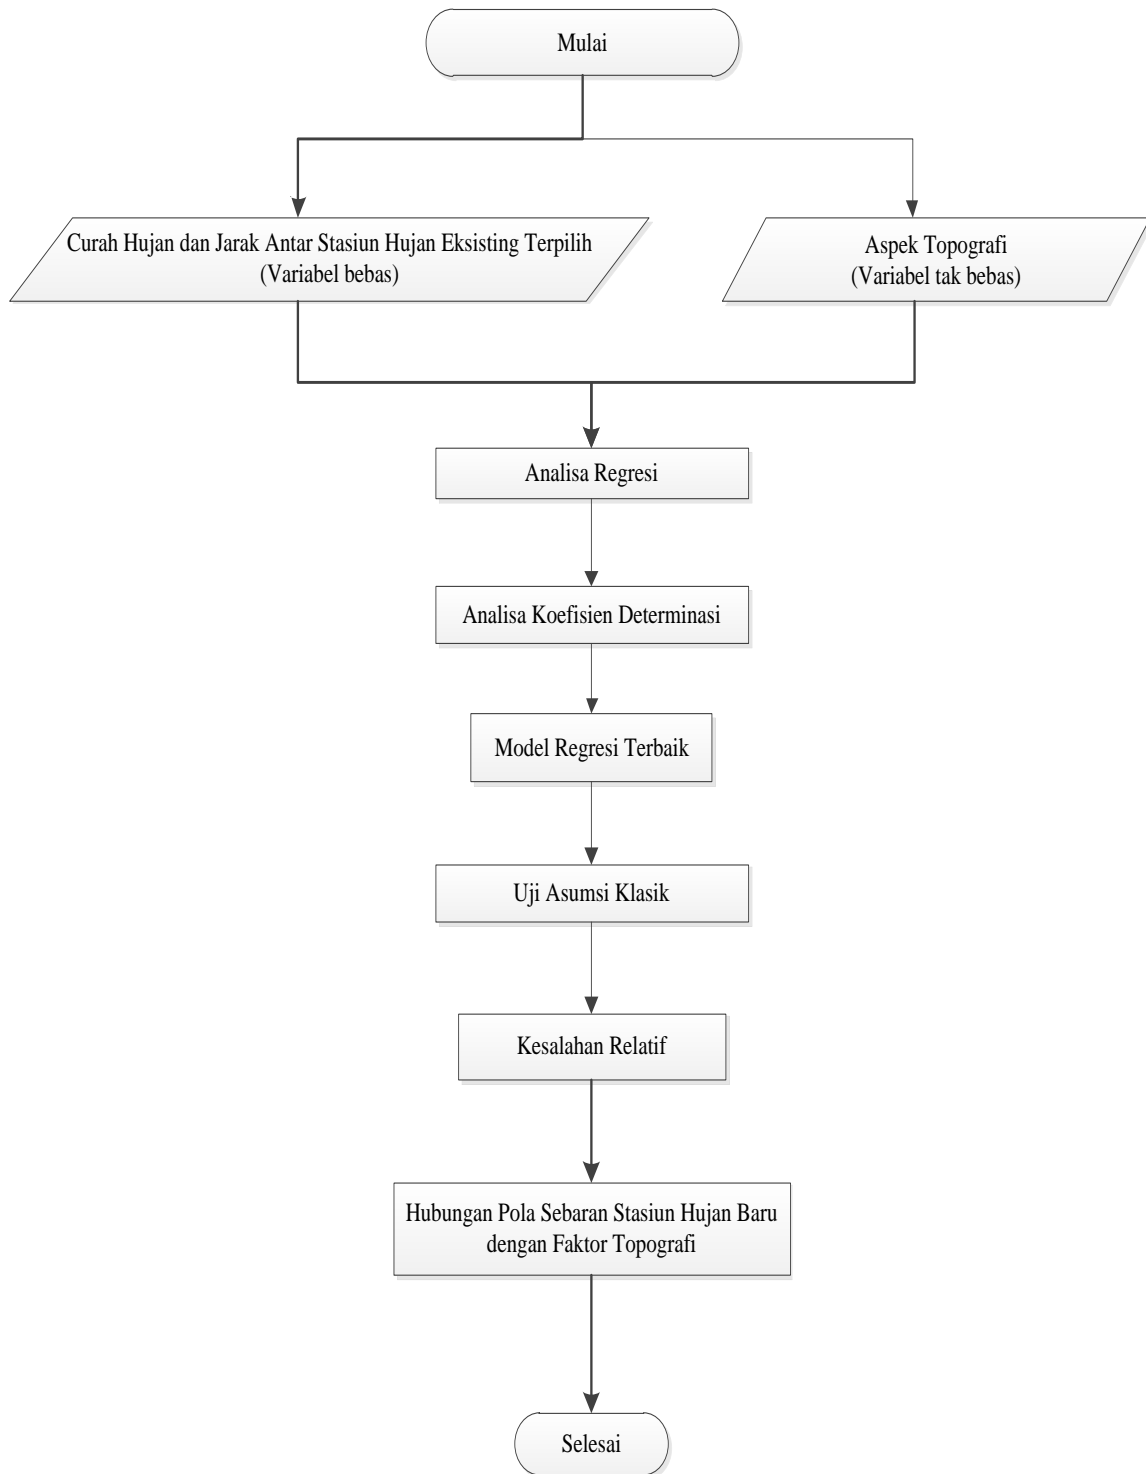 Mulai
Curah Hujan dan Jarak Antar Stasiun Hujan Eksisting Terpilih
(Variabel bebas)
Aspek Topografi
(Variabel tak bebas)
Analisa Regresi
Analisa Koefisien Determinasi
Model Regresi Terbaik
Uji Asumsi Klasik
Kesalahan Relatif
Hubungan Pola Sebaran Stasiun Hujan Baru
dengan Faktor Topografi
Selesai